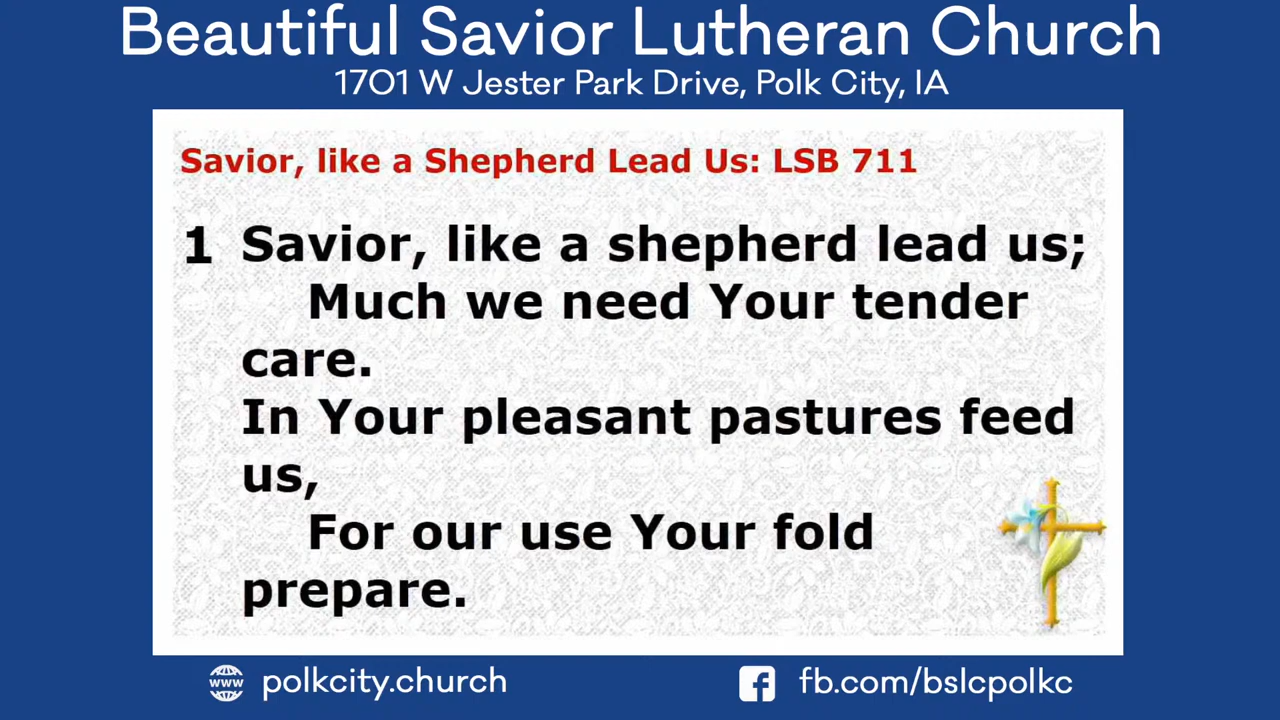 Beautiful Savior Lutheran Church
1701 W Jester Park Drive, Polk City, IA
Savior, like a Shepherd Lead Us: LSB 711
1 Savior, like a shepherd lead us;
Much we need Your tender
care.
In Your pleasant pastures feed
us,
For our use Your fold
prepare.
www polkcity.church
f fb.com/bslcpolkc